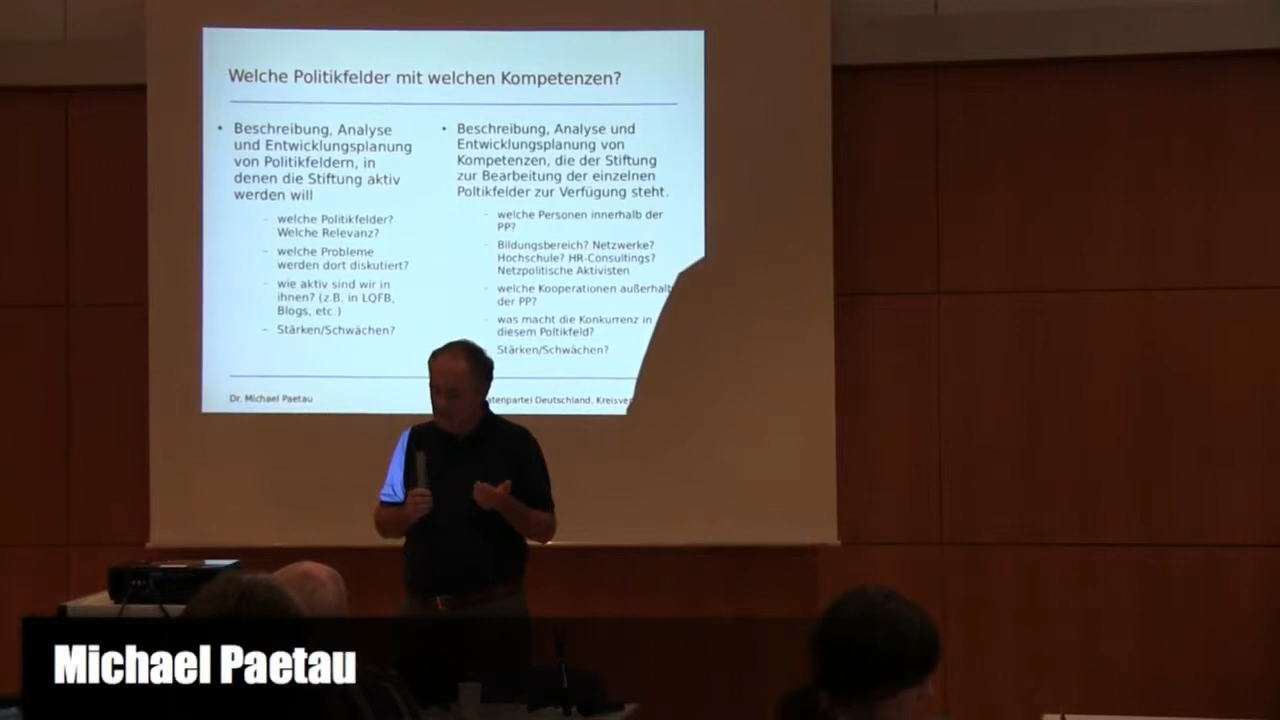 Welche Politikfelder mit welchen Kompetenzen?
• Beschreibung, Analyse
und Entwicklungsplanung
von Politikfeldern, in
denen die Stiftung aktiv
werden will
– welche Politikfelder?
Welche Relevanz?
– welche Probleme
werden dort diskutiert?
– wie aktiv sind wir in
ihnen? (z.B. in LQFB,
Blogs, etc.)
– Stärken/Schwächen?
• Beschreibung, Analyse und
Entwicklungsplanung von
Kompetenzen, die der Stiftung
zur Bearbeitung der einzelnen
Poltikfelder zur Verfügung steht.
– welche Personen innerhalb der
PP?
– Bildungsbereich? Netzwerke?
Hochschule? HR-Consultings?
Netzpolitische Aktivisten
– welche Kooperationen außerhalb
der PP?
– was macht die Konkurrenz in
diesem Poltikfeld?
Stärken/Schwächen?
Dr. Michael Paetau
atenpartei Deutschland, Kreisver
Michael Paetau